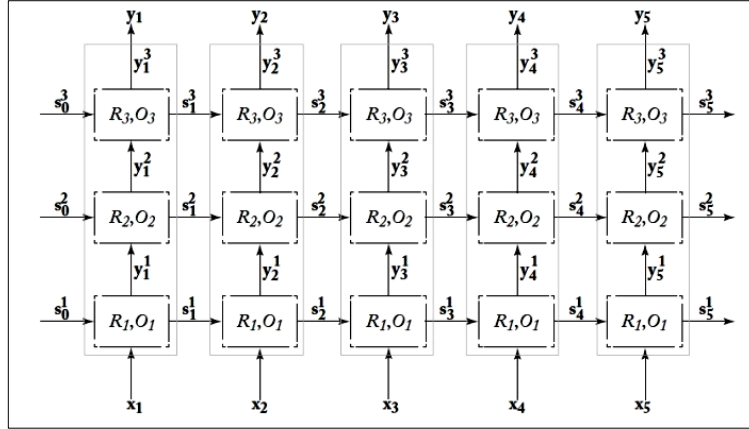 y₁ y₂ y₃ y₄ y₅
y₁³ y₂³ y₃³ y₄³ y₅³
s₀³ R₃,O₃ s₁³ R₃,O₃ s₂³ R₃,O₃ s₃³ R₃,O₃ s₄³ R₃,O₃ s₅³
y₁² y₂² y₃² y₄² y₅²
s₀² R₂,O₂ s₁² R₂,O₂ s₂² R₂,O₂ s₃² R₂,O₂ s₄² R₂,O₂ s₅²
y₁¹ y₂¹ y₃¹ y₄¹ y₅¹
s₀¹ R₁,O₁ s₁¹ R₁,O₁ s₂¹ R₁,O₁ s₃¹ R₁,O₁ s₄¹ R₁,O₁ s₅¹
x₁ x₂ x₃ x₄ x₅